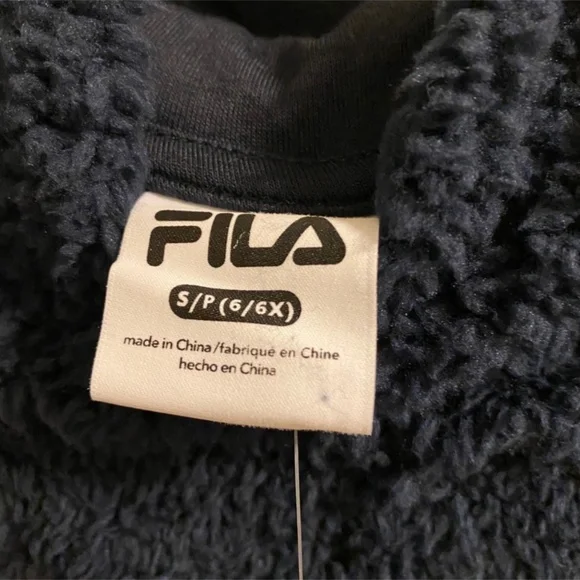 FILA
S/P (6/6X)
made in China/fabrique en Chine
hecho en China